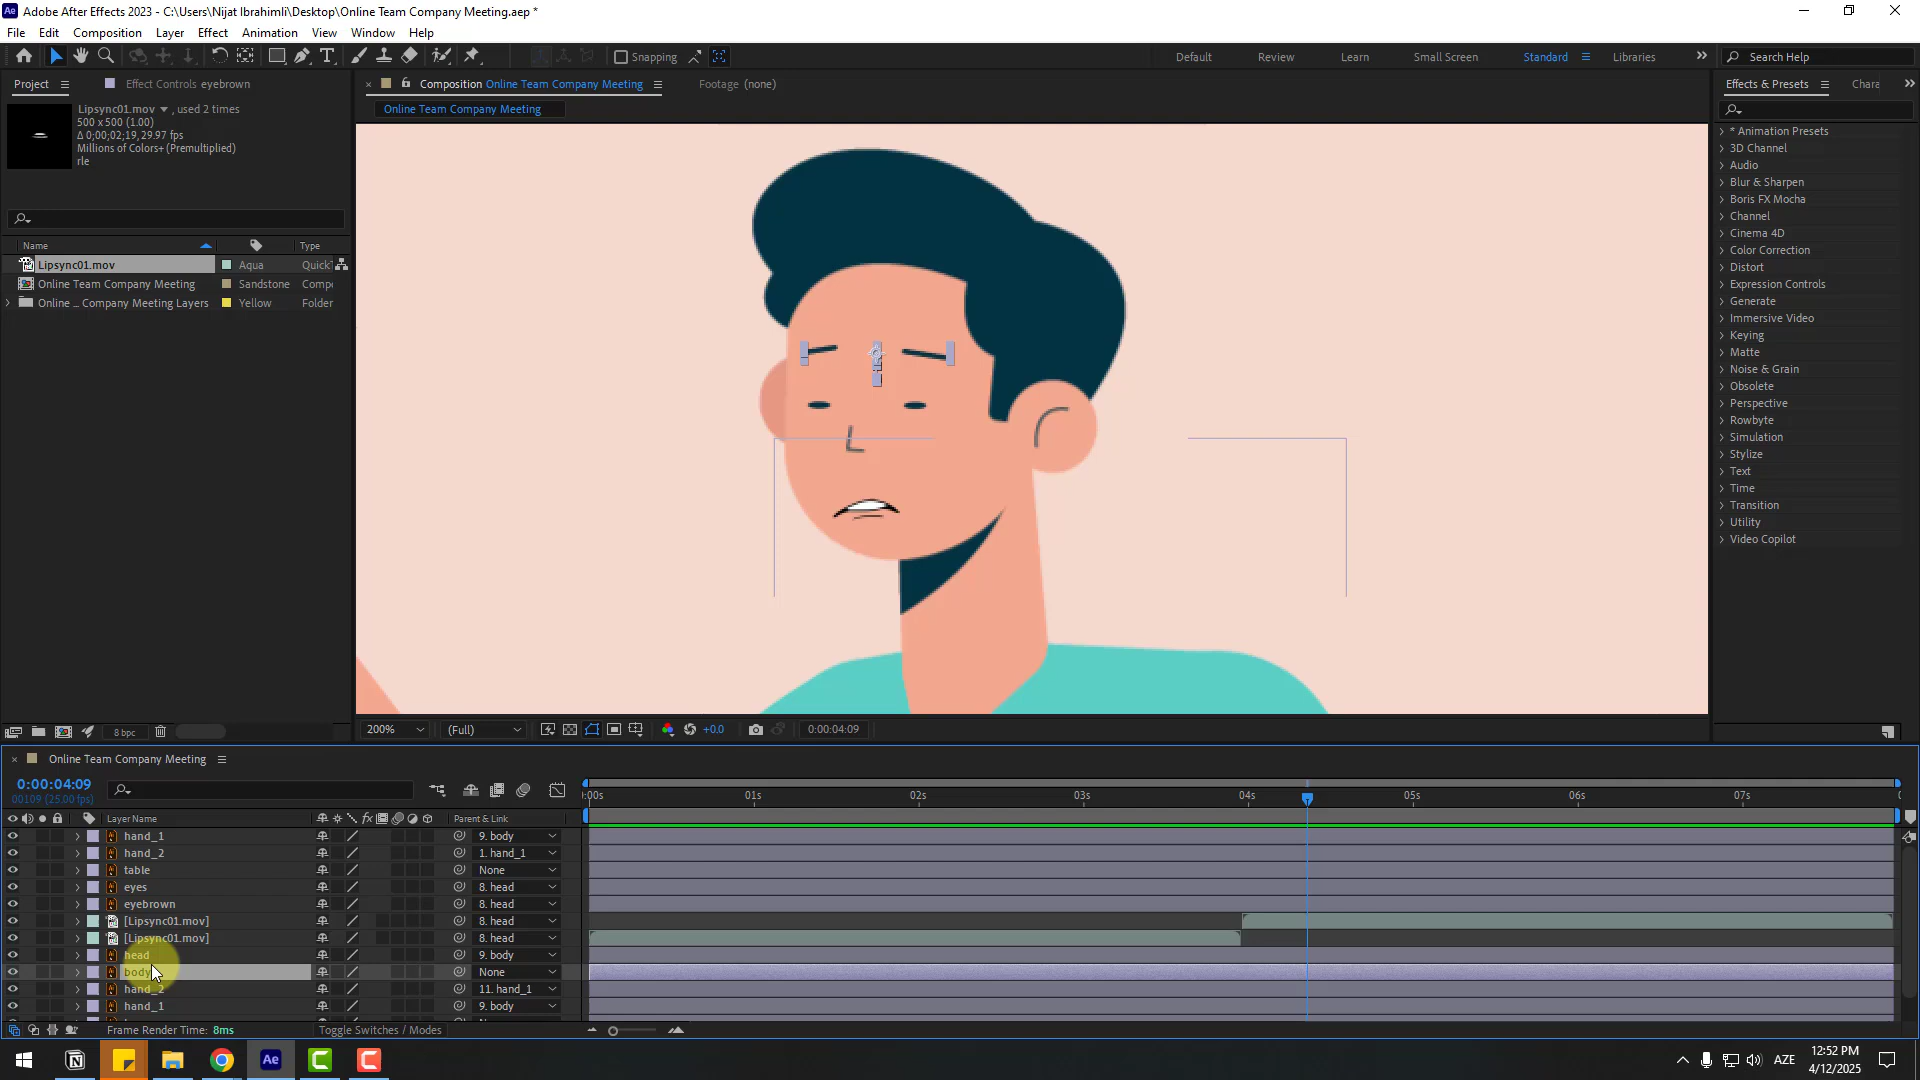 Adobe After Effects 2023 - C:\Users\Nijat Ibrahimli\Desktop\Online Team Company Meeting.aep *
File Edit Composition Layer Effect Animation View Window Help
Snapping
Default Review Learn Small Screen Standard Libraries Search Help
Project Effect Controls eyebrown
Composition Online Team Company Meeting Footage (none)
Effects & Presets Chara
Online Team Company Meeting
Lipsync01.mov , used 2 times
500 x 500 (1.00)
Δ 0;00;02;19, 29.97 fps
Millions of Colors+ (Premultiplied)
rle
Name Type
Lipsync01.mov Aqua Quick
Online Team Company Meeting Sandstone Comp
Online ... Company Meeting Layers Yellow Folder
* Animation Presets
3D Channel
Audio
Blur & Sharpen
Boris FX Mocha
Channel
Cinema 4D
Color Correction
Distort
Expression Controls
Generate
Immersive Video
Keying
Matte
Noise & Grain
Obsolete
Perspective
Rowbyte
Simulation
Stylize
Text
Time
Transition
Utility
Video Copilot
8 bpc
200% (Full) +0.0 0:00:04:09
Online Team Company Meeting
0:00:04:09
00109 (25.00 fps)
:00s 01s 02s 03s 04s 05s 06s 07s
Layer Name Parent & Link
hand_1 9. body
hand_2 1. hand_1
table None
eyes 8. head
eyebrown 8. head
[Lipsync01.mov] 8. head
[Lipsync01.mov] 8. head
head 9. body
body None
hand_2 11. hand_1
hand_1 9. body
Frame Render Time: 8ms Toggle Switches / Modes
AZE
12:52 PM
4/12/2025